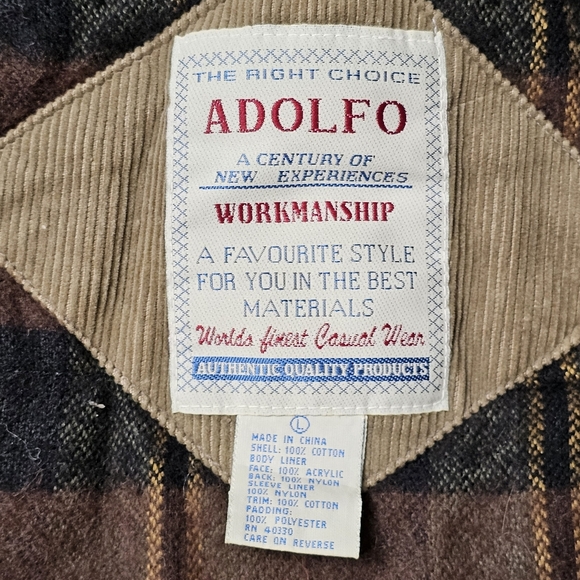 THE RIGHT CHOICE
ADOLFO
A CENTURY OF
NEW EXPERIENCES
WORKMANSHIP
A FAVOURITE STYLE
FOR YOU IN THE BEST
MATERIALS
Worlds finest Casual Wear
AUTHENTIC QUALITY PRODUCTS
L
MADE IN CHINA
SHELL: 100% COTTON
BODY LINER
FACE: 100% ACRYLIC
BACK: 100% NYLON
SLEEVE LINER
100% NYLON
TRIM: 100% COTTON
PADDING:
100% POLYESTER
RN 40330
CARE ON REVERSE